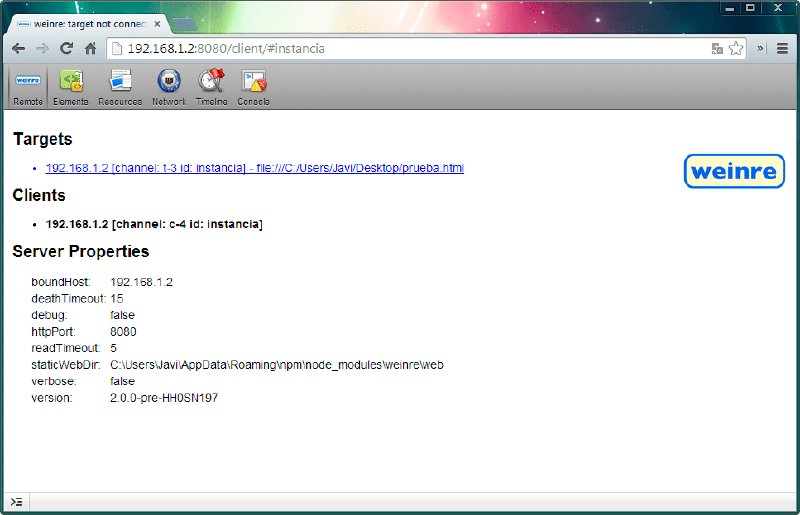 weinre: target not connec
192.168.1.2:8080/client/#instancia
weinre
Remote Elements Resources Network Timeline Console
Targets
192.168.1.2 [channel: t-3 id: instancia] - file:///C:/Users/Javi/Desktop/prueba.html
weinre
Clients
192.168.1.2 [channel: c-4 id: instancia]
Server Properties
boundHost: 192.168.1.2
deathTimeout: 15
debug: false
httpPort: 8080
readTimeout: 5
staticWebDir: C:\Users\Javi\AppData\Roaming\npm\node_modules\weinre\web
verbose: false
version: 2.0.0-pre-HH0SN197